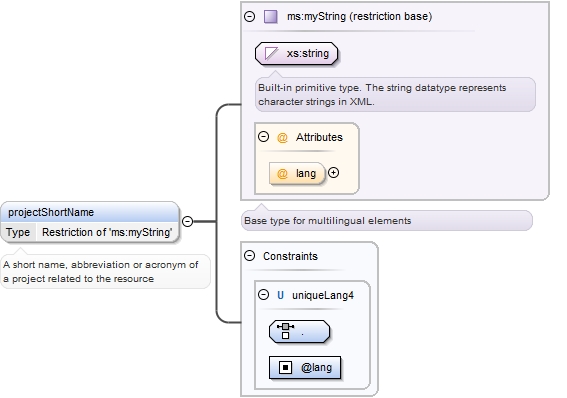 ms:myString (restriction base)
xs:string
Built-in primitive type. The string datatype represents
character strings in XML.
@ Attributes
@ lang
projectShortName
Type Restriction of 'ms:myString'
Base type for multilingual elements
A short name, abbreviation or acronym of
a project related to the resource
Constraints
U uniqueLang4
.
@lang